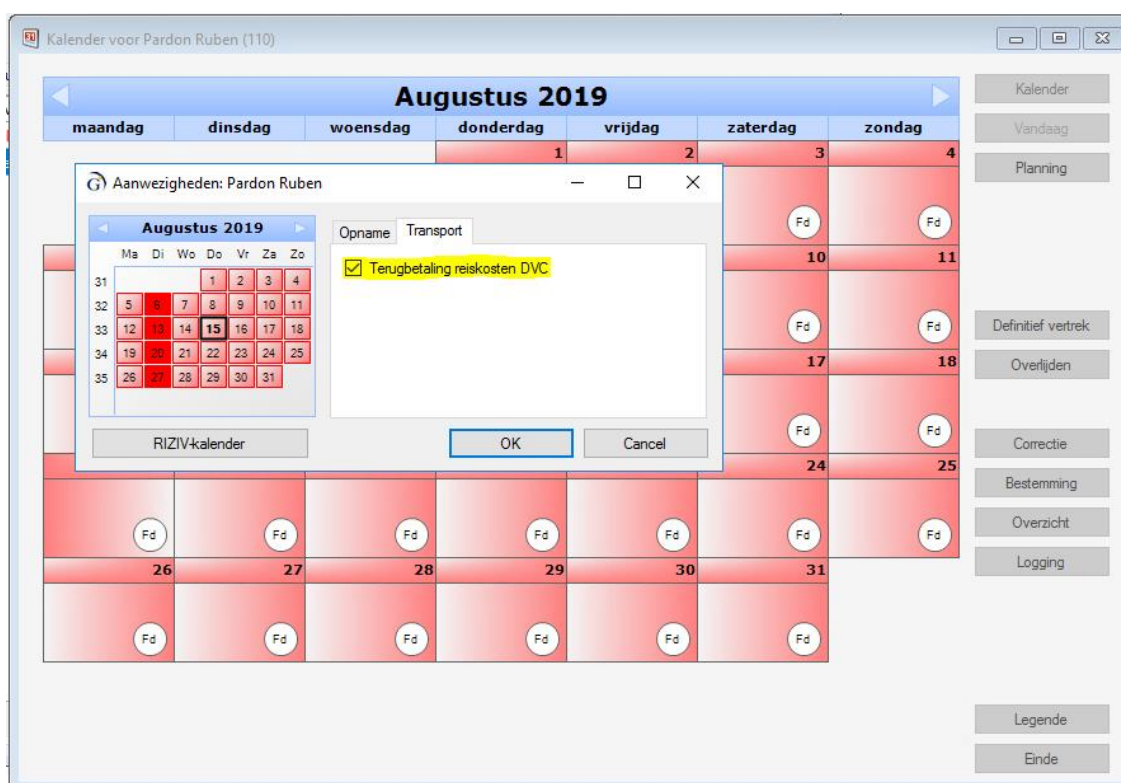 Kalender voor Pardon Ruben (110)
Augustus 2019
maandag dinsdag woensdag donderdag vrijdag zaterdag zondag
1 2 3 4
Fd Fd
10 11
Fd Fd
17 18
Fd Fd
24 25
Fd Fd Fd Fd Fd Fd Fd
26 27 28 29 30 31
Fd Fd Fd Fd Fd Fd
Aanwezigheden: Pardon Ruben
Augustus 2019
Ma Di Wo Do Vr Za Zo
31 1 2 3 4
32 5 6 7 8 9 10 11
33 12 13 14 15 16 17 18
34 19 20 21 22 23 24 25
35 26 27 28 29 30 31
RIZIV-kalender
Opname Transport
Terugbetaling reiskosten DVC
OK Cancel
Kalender
Vandaag
Planning
Definitief vertrek
Overlijden
Correctie
Bestemming
Overzicht
Logging
Legende
Einde